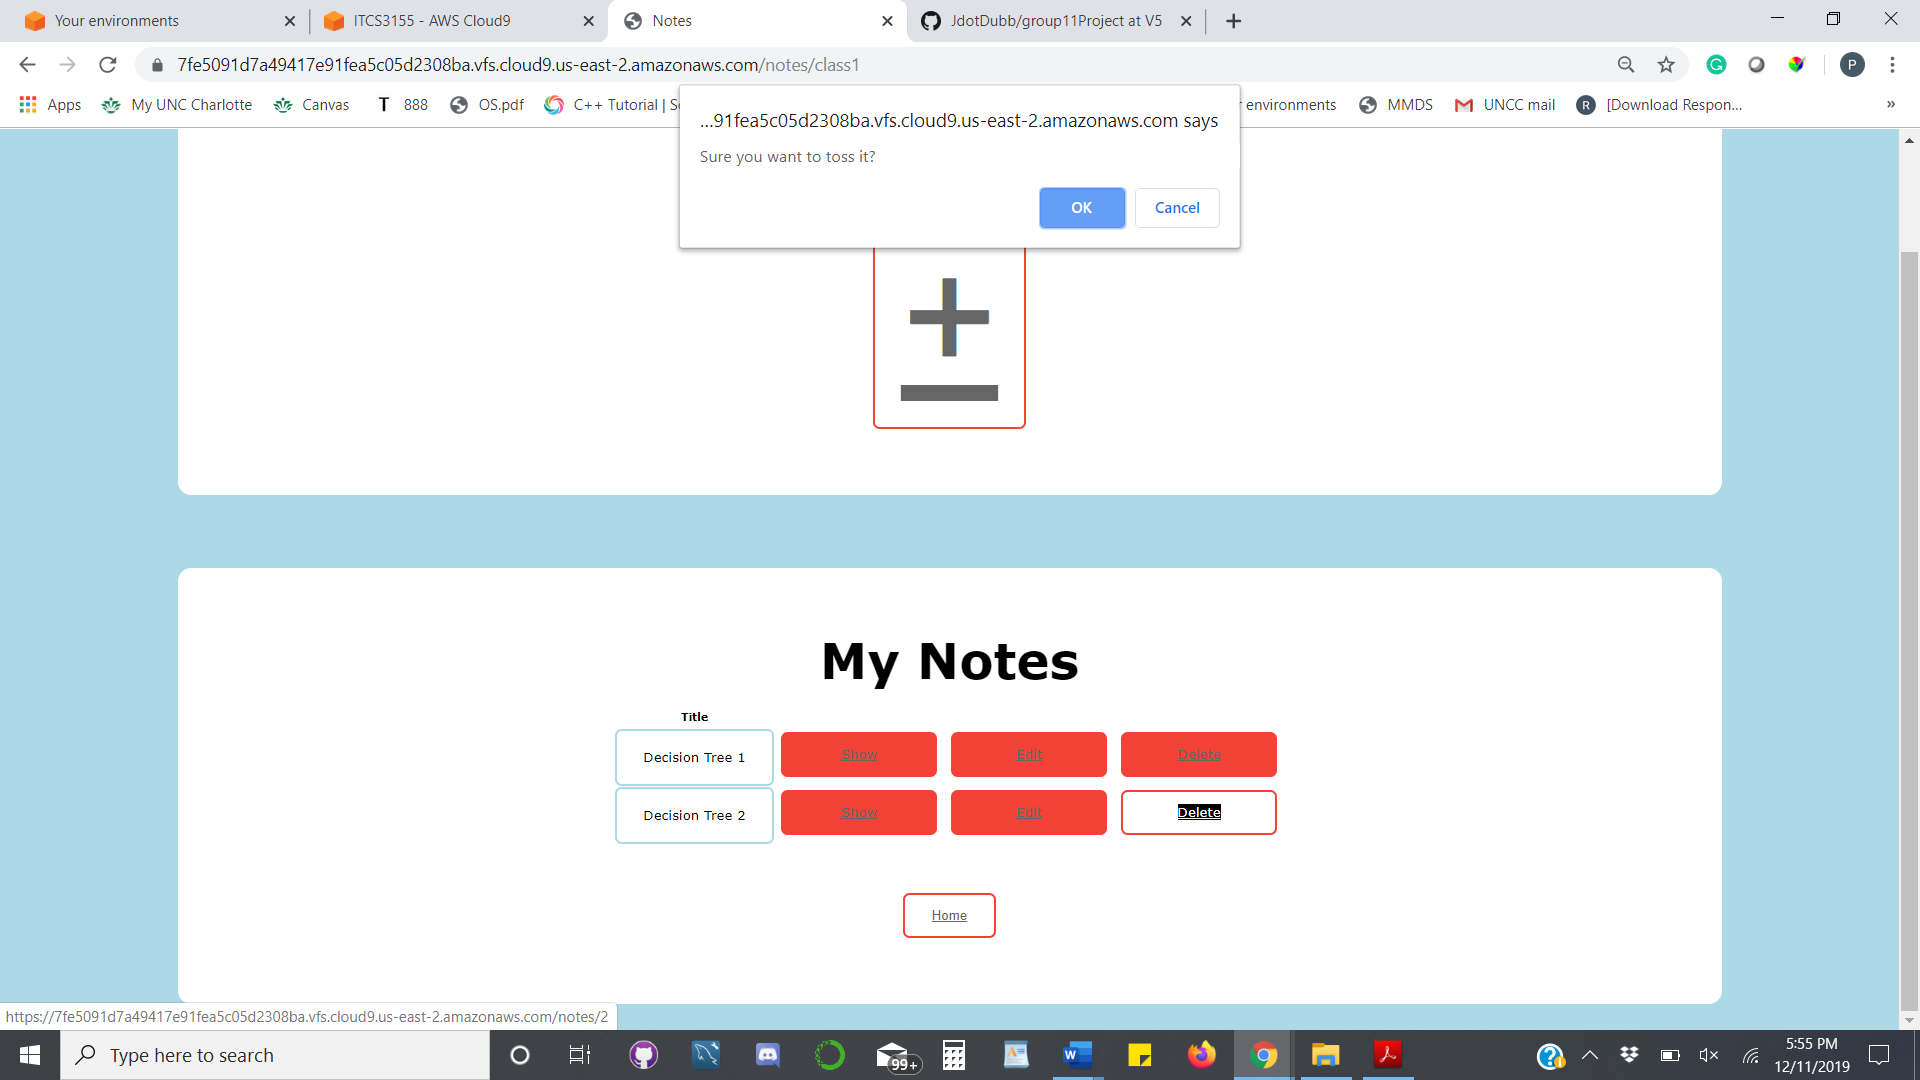 Your environments
ITCS3155 - AWS Cloud9
Notes
JdotDubb/group11Project at V5
7fe5091d7a49417e91fea5c05d2308ba.vfs.cloud9.us-east-2.amazonaws.com/notes/class1
P
Apps
My UNC Charlotte
Canvas
T 888
OS.pdf
C++ Tutorial | S
r environments
MMDS
UNCC mail
R [Download Respon...
»
...91fea5c05d2308ba.vfs.cloud9.us-east-2.amazonaws.com says
Sure you want to toss it?
OK
Cancel
+
My Notes
Title
Decision Tree 1 Show Edit Delete
Decision Tree 2 Show Edit Delete
Home
https://7fe5091d7a49417e91fea5c05d2308ba.vfs.cloud9.us-east-2.amazonaws.com/notes/2
Type here to search
99+
5:55 PM
12/11/2019